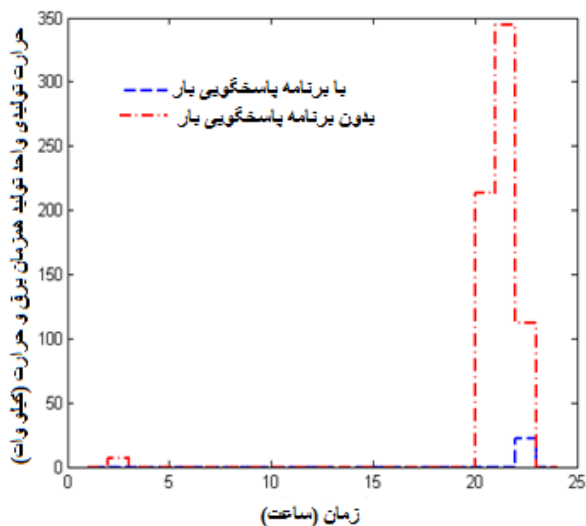 حرارت تولیدی واحد تولید همزمان برق و حرارت (کیلو وات)
350
300
250
200
150
100
50
0
با برنامه پاسخگویی بار
بدون برنامه پاسخگویی بار
0 5 10 15 20 25
زمان (ساعت)